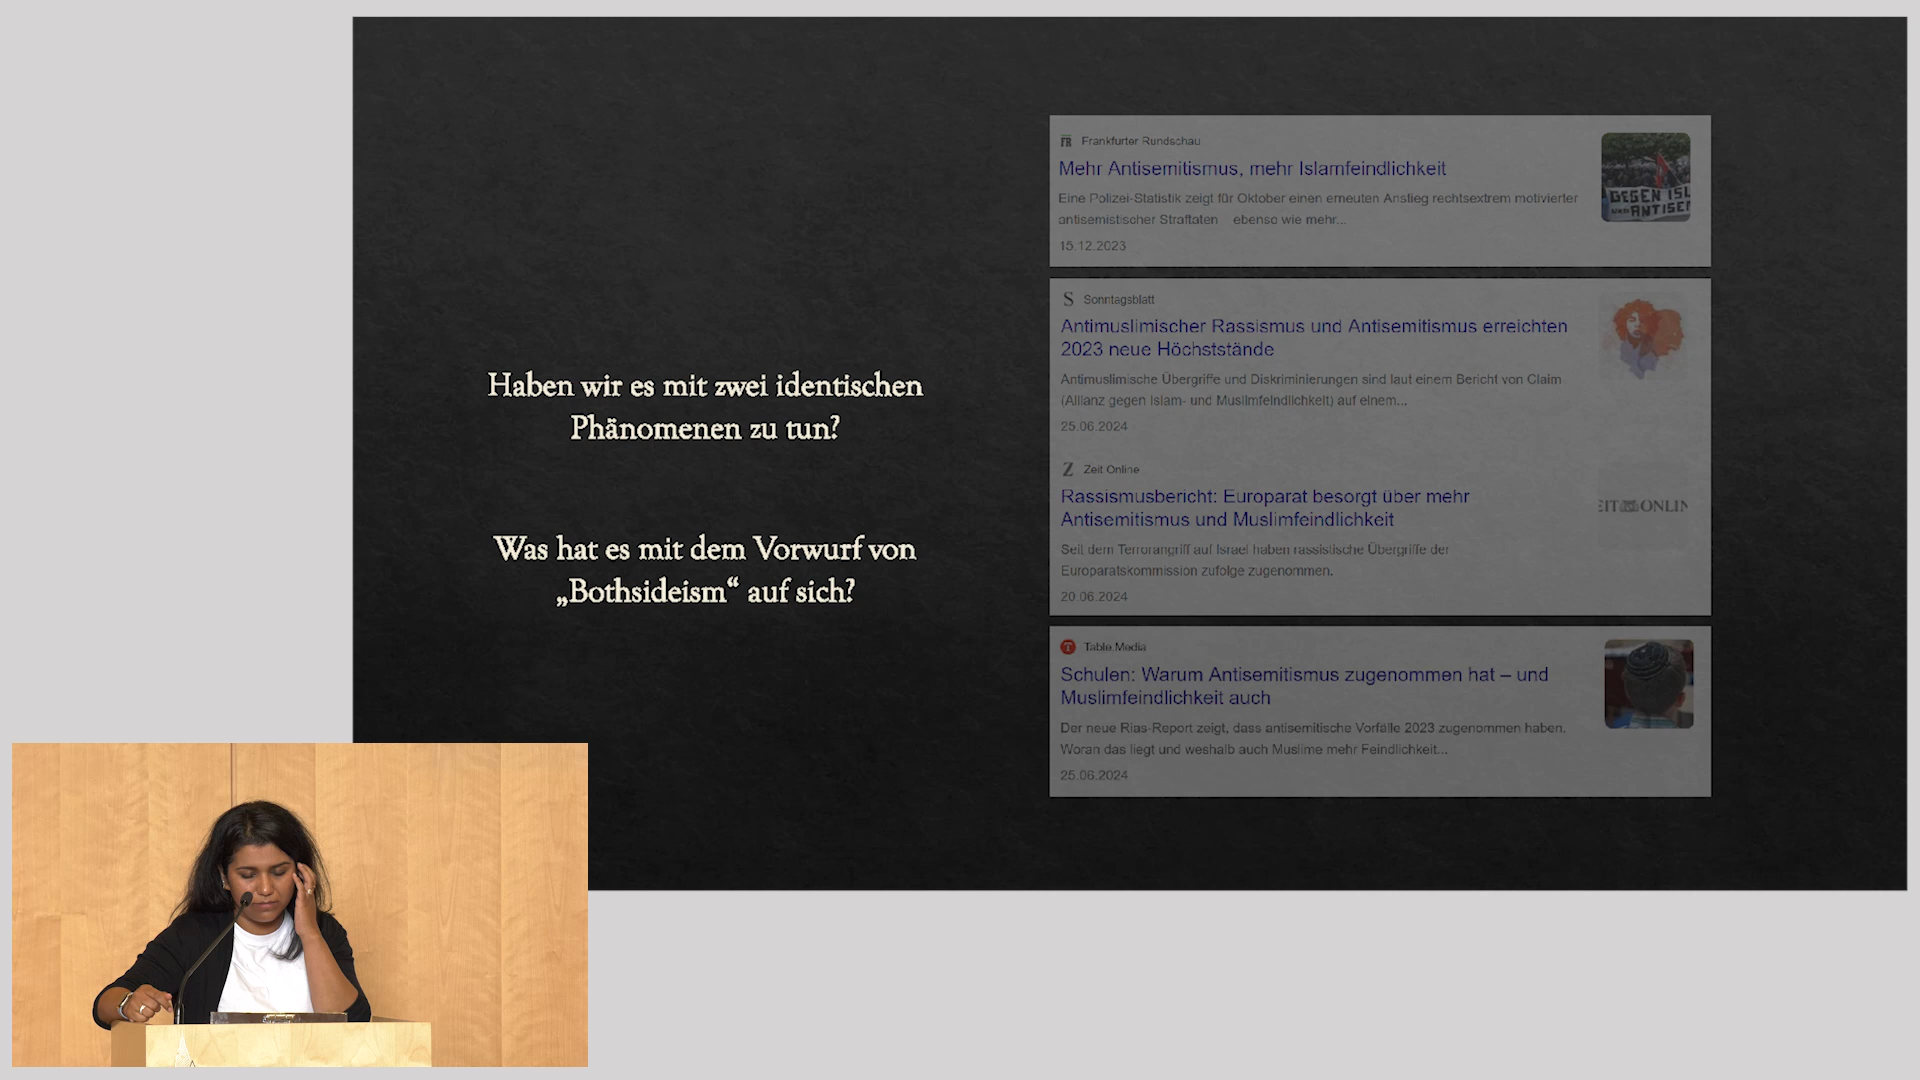 Haben wir es mit zwei identischen
Phänomenen zu tun?
Was hat es mit dem Vorwurf von
„Bothsideism“ auf sich?
FR Frankfurter Rundschau
Mehr Antisemitismus, mehr Islamfeindlichkeit
Eine Polizei-Statistik zeigt für Oktober einen erneuten Anstieg rechtsextrem motivierter
antisemistischer Straftaten ebenso wie mehr...
15.12.2023
GEGEN ISL
ANTISE
S Sonntagsblatt
Antimuslimischer Rassismus und Antisemitismus erreichten
2023 neue Höchststände
Antimuslimische Übergriffe und Diskriminierungen sind laut einem Bericht von Claim
(Allianz gegen Islam- und Muslimfeindlichkeit) auf einem...
25.06.2024
Z Zeit Online
Rassismusbericht: Europarat besorgt über mehr
Antisemitismus und Muslimfeindlichkeit
Seit dem Terrorangriff auf Israel haben rassistische Übergriffe der
Europaratskommission zufolge zugenommen.
20.06.2024
EIT ONLIN
T Table.Media
Schulen: Warum Antisemitismus zugenommen hat – und
Muslimfeindlichkeit auch
Der neue Rias-Report zeigt, dass antisemitische Vorfälle 2023 zugenommen haben.
Woran das liegt und weshalb auch Muslime mehr Feindlichkeit...
25.06.2024